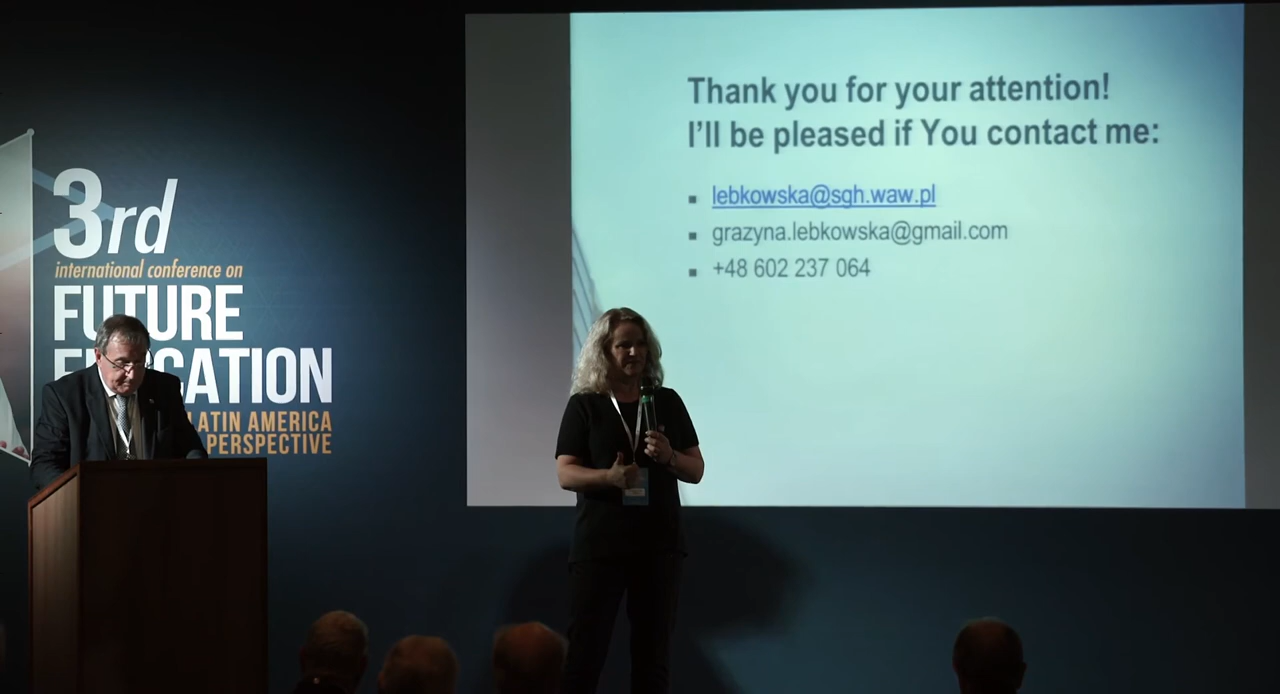 3rd
international conference on
FUTURE
CATION
LATIN AMERICA
PERSPECTIVE
Thank you for your attention!
I'll be pleased if You contact me:
lebkowska@sgh.waw.pl
grazyna.lebkowska@gmail.com
+48 602 237 064